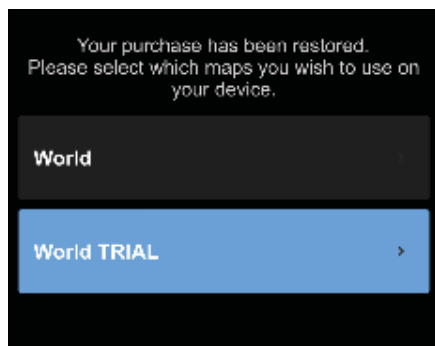 Your purchase has been restored.
Please select which maps you wish to use on
your device.
World
World TRIAL